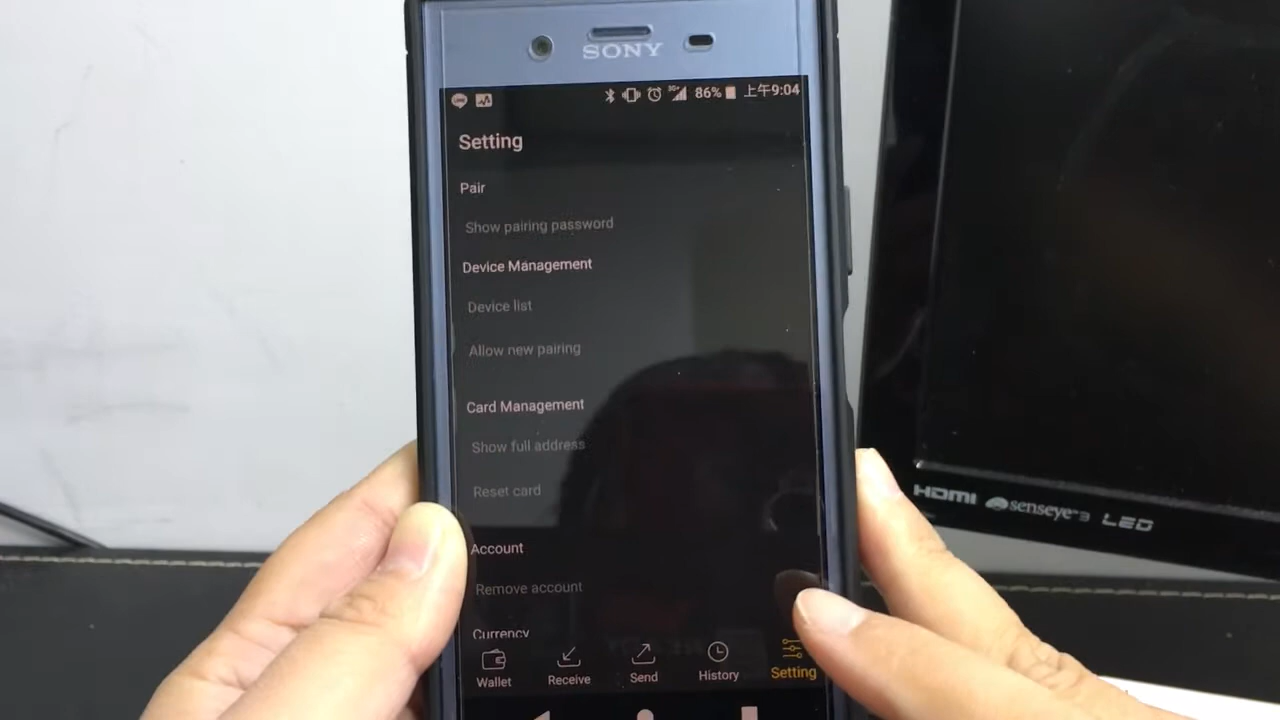 SONY
86% 上午9:04
Setting
Pair
Show pairing password
Device Management
Device list
Allow new pairing
Card Management
Show full address
Reset card
Account
Remove account
Currency
Wallet Receive Send History Setting
HDMI senseye™3 LED